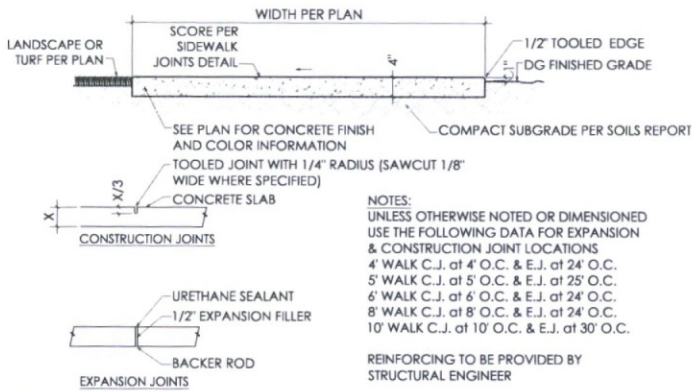 WIDTH PER PLAN
SCORE PER
SIDEWALK
JOINTS DETAIL
LANDSCAPE OR
TURF PER PLAN
4"
1/2" TOOLED EDGE
DG FINISHED GRADE
1"
SEE PLAN FOR CONCRETE FINISH
AND COLOR INFORMATION
COMPACT SUBGRADE PER SOILS REPORT
TOOLED JOINT WITH 1/4" RADIUS (SAWCUT 1/8"
WIDE WHERE SPECIFIED)
X/3
CONCRETE SLAB
X
CONSTRUCTION JOINTS
URETHANE SEALANT
1/2" EXPANSION FILLER
BACKER ROD
EXPANSION JOINTS
NOTES:
UNLESS OTHERWISE NOTED OR DIMENSIONED
USE THE FOLLOWING DATA FOR EXPANSION
& CONSTRUCTION JOINT LOCATIONS
4' WALK C.J. at 4' O.C. & E.J. at 24' O.C.
5' WALK C.J. at 5' O.C. & E.J. at 25' O.C.
6' WALK C.J. at 6' O.C. & E.J. at 24' O.C.
8' WALK C.J. at 8' O.C. & E.J. at 24' O.C.
10' WALK C.J. at 10' O.C. & E.J. at 30' O.C.
REINFORCING TO BE PROVIDED BY
STRUCTURAL ENGINEER